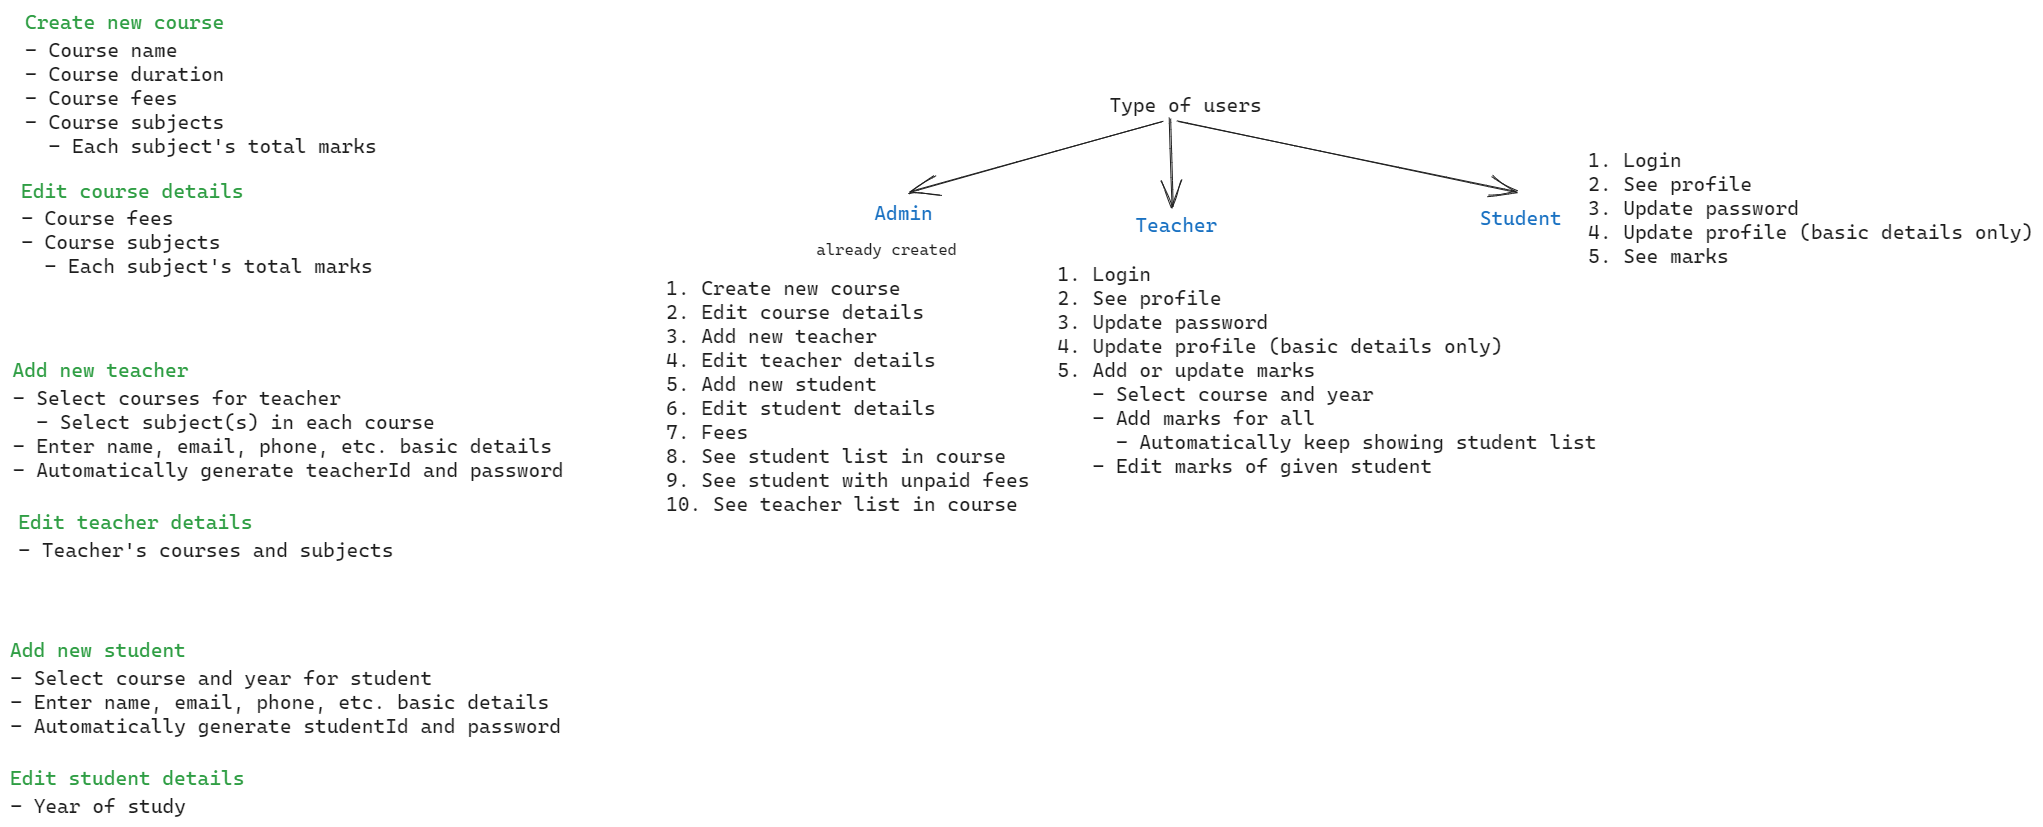 Create new course
- Course name
- Course duration
- Course fees
- Course subjects
- Each subject's total marks
Edit course details
- Course fees
- Course subjects
- Each subject's total marks
Add new teacher
- Select courses for teacher
- Select subject(s) in each course
- Enter name, email, phone, etc. basic details
- Automatically generate teacherId and password
Edit teacher details
- Teacher's courses and subjects
Add new student
- Select course and year for student
- Enter name, email, phone, etc. basic details
- Automatically generate studentId and password
Edit student details
- Year of study
Type of users
Admin
already created
1. Create new course
2. Edit course details
3. Add new teacher
4. Edit teacher details
5. Add new student
6. Edit student details
7. Fees
8. See student list in course
9. See student with unpaid fees
10. See teacher list in course
Teacher
1. Login
2. See profile
3. Update password
4. Update profile (basic details only)
5. Add or update marks
- Select course and year
- Add marks for all
- Automatically keep showing student list
- Edit marks of given student
Student
1. Login
2. See profile
3. Update password
4. Update profile (basic details only)
5. See marks